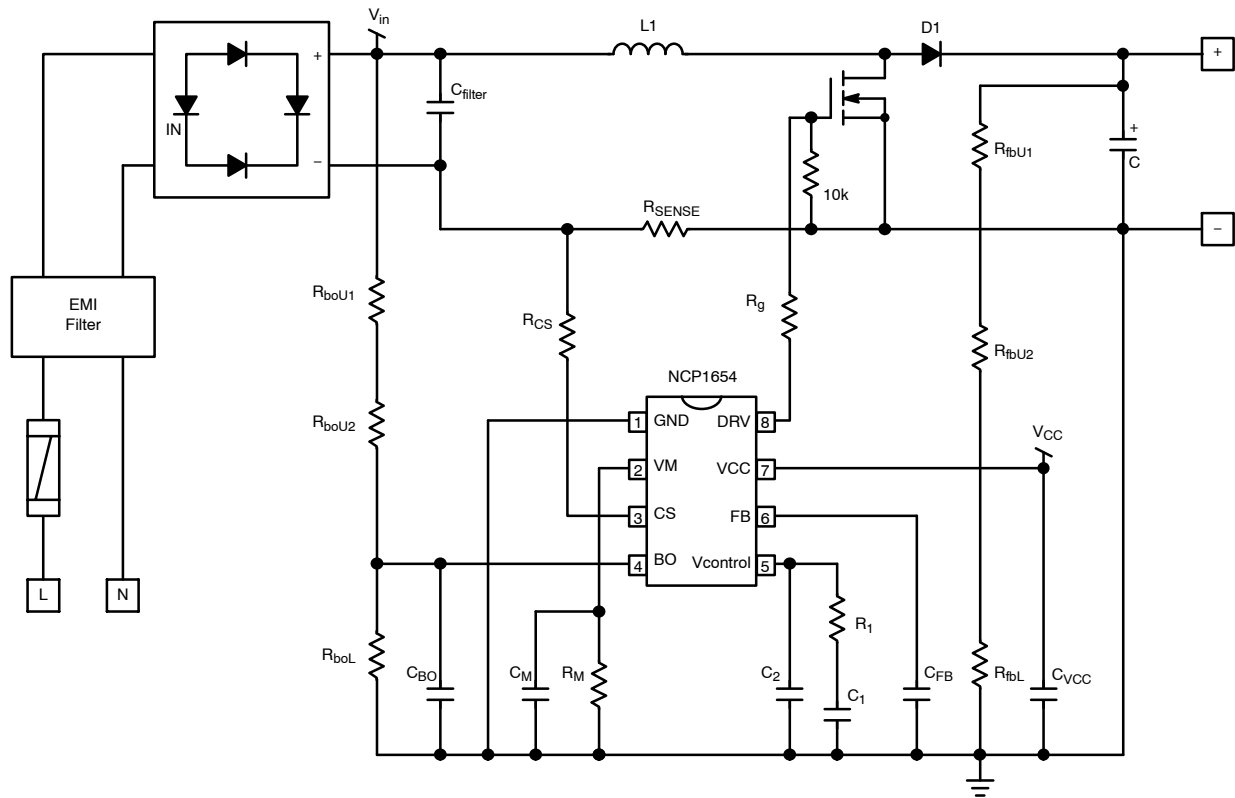 Vin
L1
D1
+
+
IN
Cfilter
−
RfbU1
+
C
10k
RSENSE
−
EMI
Filter
RboU1
RCS
Rg
RfbU2
NCP1654
RboU2
1 GND DRV 8
VCC
2 VM VCC 7
3 CS FB 6
4 BO Vcontrol 5
L N
R1
RboL
CBO
CM
RM
C2
C1
CFB
RfbL
CVCC